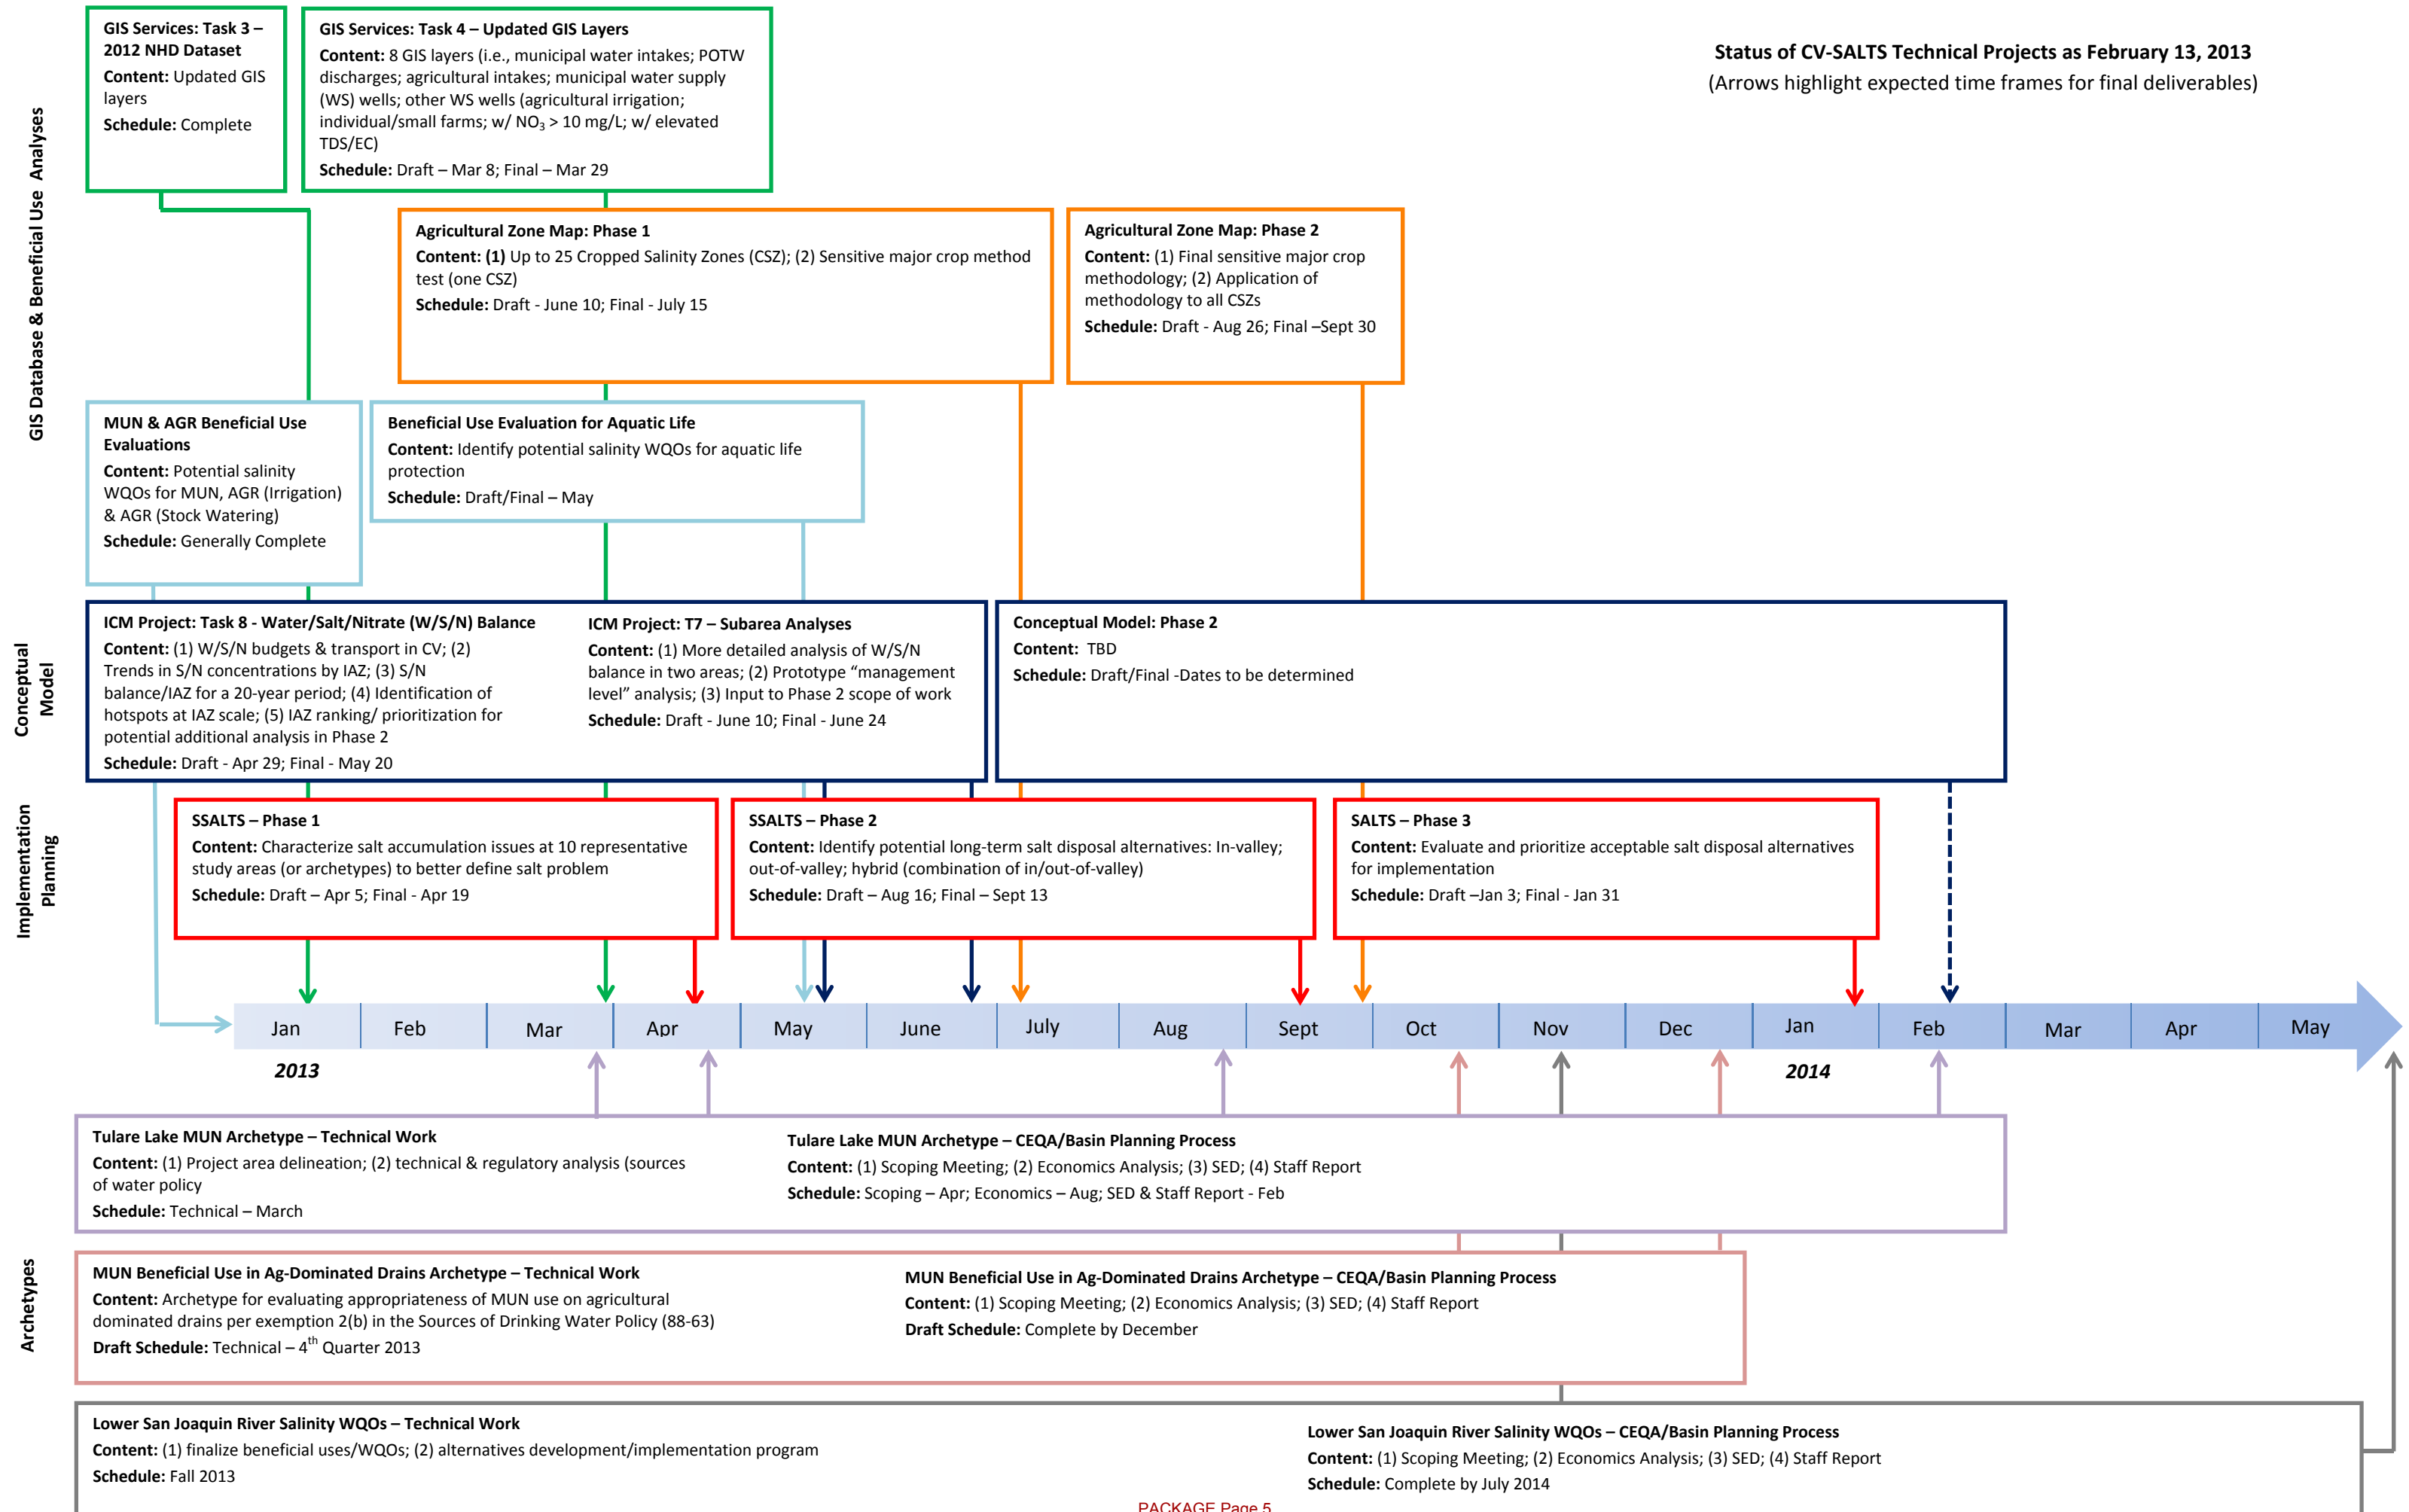 Status of CV-SALTS Technical Projects as February 13, 2013
(Arrows highlight expected time frames for final deliverables)
GIS Database & Beneficial Use Analyses
GIS Services: Task 3 –
2012 NHD Dataset
Content: Updated GIS
layers
Schedule: Complete
GIS Services: Task 4 – Updated GIS Layers
Content: 8 GIS layers (i.e., municipal water intakes; POTW
discharges; agricultural intakes; municipal water supply
(WS) wells; other WS wells (agricultural irrigation;
individual/small farms; w/ NO₃ > 10 mg/L; w/ elevated
TDS/EC)
Schedule: Draft – Mar 8; Final – Mar 29
Agricultural Zone Map: Phase 1
Content: (1) Up to 25 Cropped Salinity Zones (CSZ); (2) Sensitive major crop method
test (one CSZ)
Schedule: Draft - June 10; Final - July 15
Agricultural Zone Map: Phase 2
Content: (1) Final sensitive major crop
methodology; (2) Application of
methodology to all CSZs
Schedule: Draft - Aug 26; Final –Sept 30
MUN & AGR Beneficial Use
Evaluations
Content: Potential salinity
WQOs for MUN, AGR (Irrigation)
& AGR (Stock Watering)
Schedule: Generally Complete
Beneficial Use Evaluation for Aquatic Life
Content: Identify potential salinity WQOs for aquatic life
protection
Schedule: Draft/Final – May
Conceptual
Model
ICM Project: Task 8 - Water/Salt/Nitrate (W/S/N) Balance
Content: (1) W/S/N budgets & transport in CV; (2)
Trends in S/N concentrations by IAZ; (3) S/N
balance/IAZ for a 20-year period; (4) Identification of
hotspots at IAZ scale; (5) IAZ ranking/ prioritization for
potential additional analysis in Phase 2
Schedule: Draft - Apr 29; Final - May 20
ICM Project: T7 – Subarea Analyses
Content: (1) More detailed analysis of W/S/N
balance in two areas; (2) Prototype “management
level” analysis; (3) Input to Phase 2 scope of work
Schedule: Draft - June 10; Final - June 24
Conceptual Model: Phase 2
Content: TBD
Schedule: Draft/Final -Dates to be determined
Implementation
Planning
SSALTS – Phase 1
Content: Characterize salt accumulation issues at 10 representative
study areas (or archetypes) to better define salt problem
Schedule: Draft – Apr 5; Final - Apr 19
SSALTS – Phase 2
Content: Identify potential long-term salt disposal alternatives: In-valley;
out-of-valley; hybrid (combination of in/out-of-valley)
Schedule: Draft – Aug 16; Final – Sept 13
SALTS – Phase 3
Content: Evaluate and prioritize acceptable salt disposal alternatives
for implementation
Schedule: Draft –Jan 3; Final - Jan 31
Jan Feb Mar Apr May June July Aug Sept Oct Nov Dec Jan Feb Mar Apr May
2013 2014
Archetypes
Tulare Lake MUN Archetype – Technical Work
Content: (1) Project area delineation; (2) technical & regulatory analysis (sources
of water policy
Schedule: Technical – March
Tulare Lake MUN Archetype – CEQA/Basin Planning Process
Content: (1) Scoping Meeting; (2) Economics Analysis; (3) SED; (4) Staff Report
Schedule: Scoping – Apr; Economics – Aug; SED & Staff Report - Feb
MUN Beneficial Use in Ag-Dominated Drains Archetype – Technical Work
Content: Archetype for evaluating appropriateness of MUN use on agricultural
dominated drains per exemption 2(b) in the Sources of Drinking Water Policy (88-63)
Draft Schedule: Technical – 4th Quarter 2013
MUN Beneficial Use in Ag-Dominated Drains Archetype – CEQA/Basin Planning Process
Content: (1) Scoping Meeting; (2) Economics Analysis; (3) SED; (4) Staff Report
Draft Schedule: Complete by December
Lower San Joaquin River Salinity WQOs – Technical Work
Content: (1) finalize beneficial uses/WQOs; (2) alternatives development/implementation program
Schedule: Fall 2013
Lower San Joaquin River Salinity WQOs – CEQA/Basin Planning Process
Content: (1) Scoping Meeting; (2) Economics Analysis; (3) SED; (4) Staff Report
Schedule: Complete by July 2014
PACKAGE Page 5